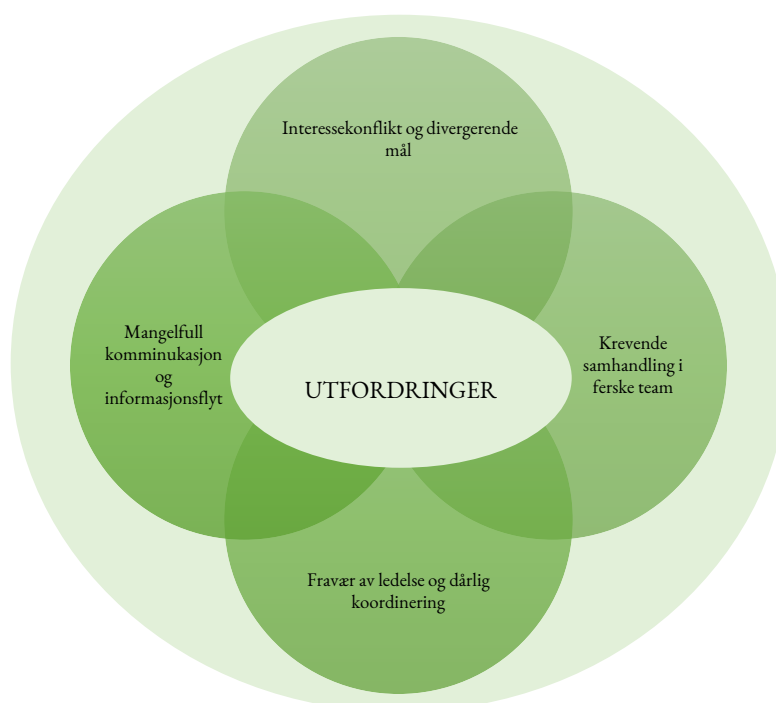 Interessekonflikt og divergerende
mål
Mangelfull
komminukasjon
og
informasjonsflyt
UTFORDRINGER
Krevende
samhandling i
ferske team
Fravær av ledelse og dårlig
koordinering